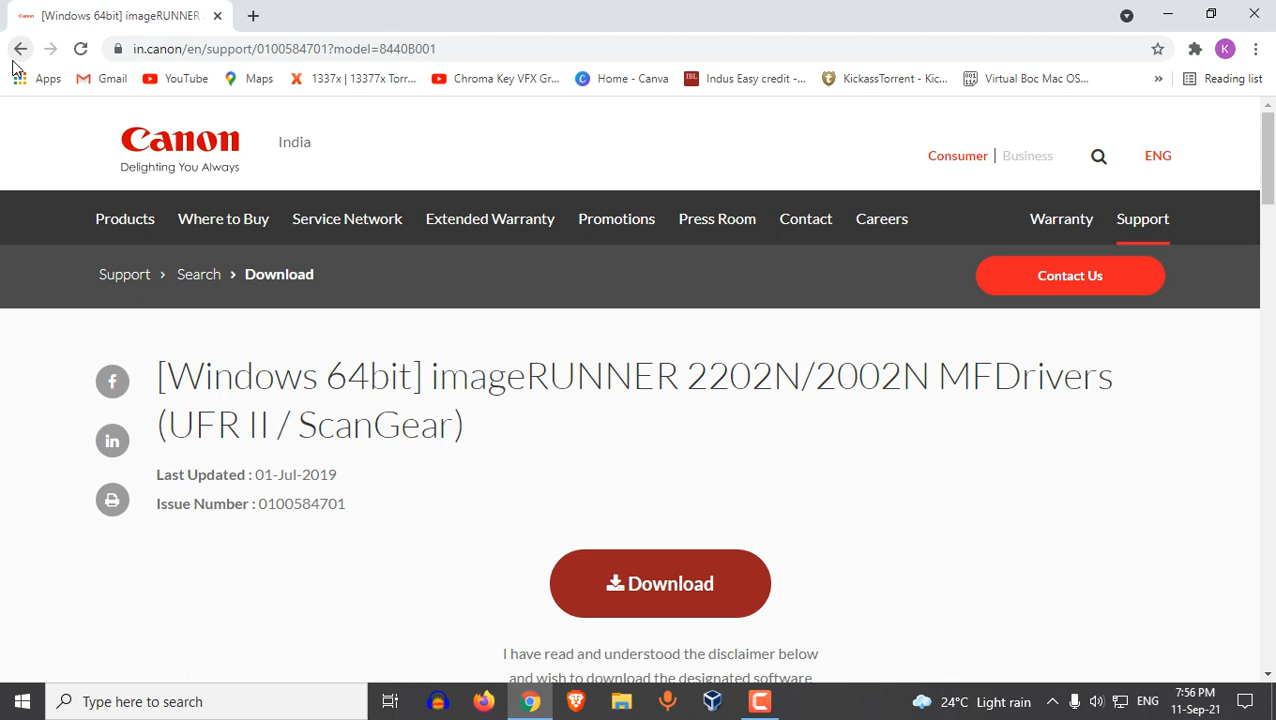 Canon [Windows 64bit] imageRUNNER
in.canon/en/support/0100584701?model=8440B001
K
Apps Gmail YouTube Maps 1337x | 13377x Torr... Chroma Key VFX Gr... Home - Canva IBL Indus Easy credit -... KickassTorrent - Kic... Virtual Boc Mac OS... » Reading list
Canon India
Delighting You Always
Consumer | Business ENG
Products Where to Buy Service Network Extended Warranty Promotions Press Room Contact Careers Warranty Support
Support > Search > Download Contact Us
[Windows 64bit] imageRUNNER 2202N/2002N MFDrivers
(UFR II / ScanGear)
Last Updated : 01-Jul-2019
Issue Number : 0100584701
Download
I have read and understood the disclaimer below
and wish to download the designated software
Type here to search 24°C Light rain ENG 7:56 PM
11-Sep-21